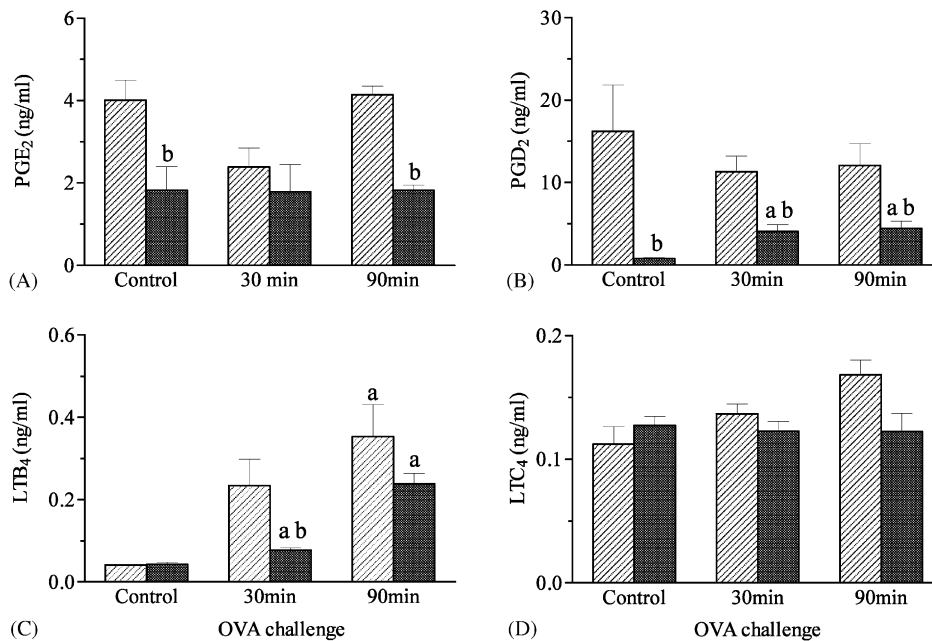 6
4
2
0
PGE2 (ng/ml)
b
b
Control 30 min 90min
(A)
30
20
10
0
PGD2 (ng/ml)
b
a b
a b
Control 30min 90min
(B)
0.6
0.4
0.2
0.0
LTB4 (ng/ml)
a b
a
a
Control 30min 90min
(C) OVA challenge
0.2
0.1
0.0
LTC4 (ng/ml)
Control 30min 90min
(D) OVA challenge